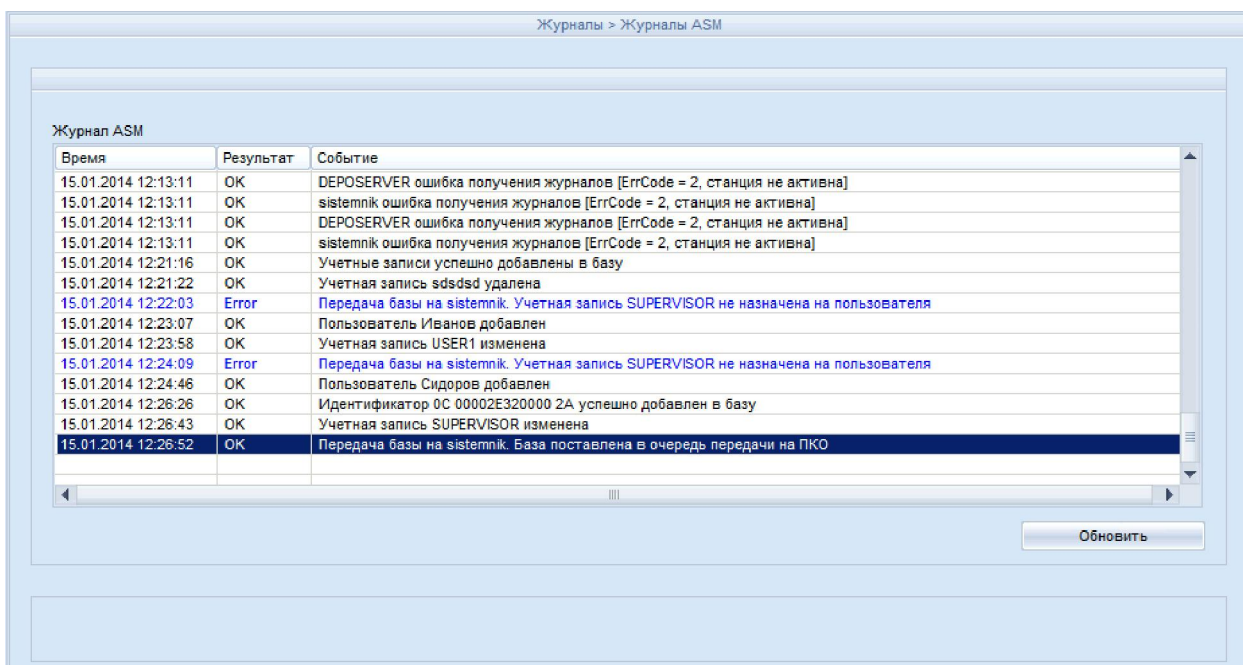 Журналы > Журналы ASM
Журнал ASM
Время Результат Событие
15.01.2014 12:13:11 OK DEPOSERVER ошибка получения журналов [ErrCode = 2, станция не активна]
15.01.2014 12:13:11 OK sistemnik ошибка получения журналов [ErrCode = 2, станция не активна]
15.01.2014 12:13:11 OK DEPOSERVER ошибка получения журналов [ErrCode = 2, станция не активна]
15.01.2014 12:13:11 OK sistemnik ошибка получения журналов [ErrCode = 2, станция не активна]
15.01.2014 12:21:16 OK Учетные записи успешно добавлены в базу
15.01.2014 12:21:22 OK Учетная запись sdsdsd удалена
15.01.2014 12:22:03 Error Передача базы на sistemnik. Учетная запись SUPERVISOR не назначена на пользователя
15.01.2014 12:23:07 OK Пользователь Иванов добавлен
15.01.2014 12:23:58 OK Учетная запись USER1 изменена
15.01.2014 12:24:09 Error Передача базы на sistemnik. Учетная запись SUPERVISOR не назначена на пользователя
15.01.2014 12:24:46 OK Пользователь Сидоров добавлен
15.01.2014 12:26:26 OK Идентификатор 0C 00002E320000 2A успешно добавлен в базу
15.01.2014 12:26:43 OK Учетная запись SUPERVISOR изменена
15.01.2014 12:26:52 OK Передача базы на sistemnik. База поставлена в очередь передачи на ПКО
Обновить